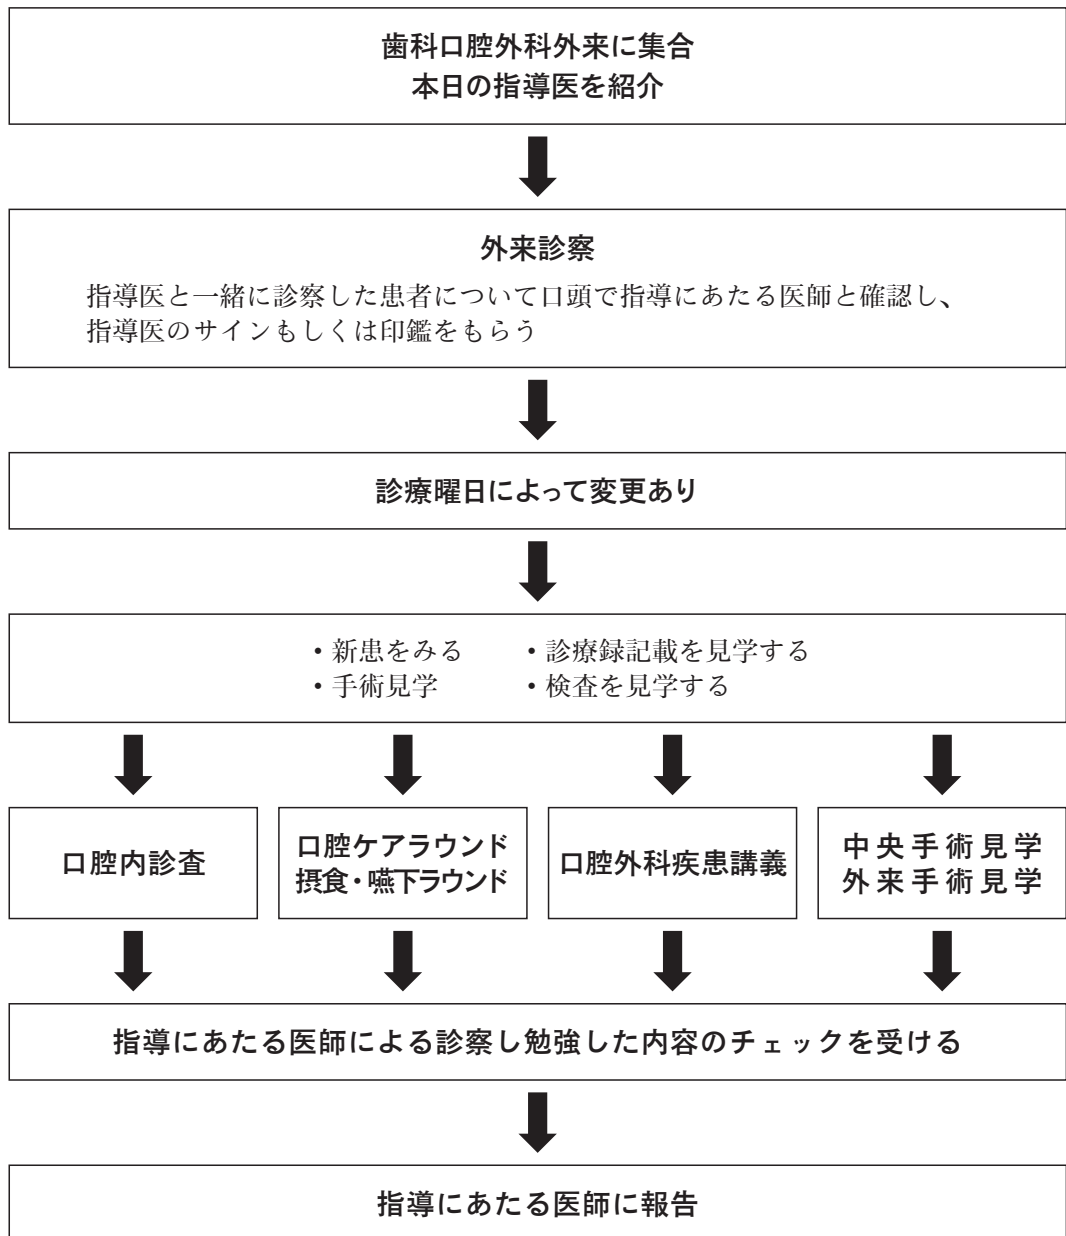 歯科口腔外科外来に集合
本日の指導医を紹介
外来診察
指導医と一緒に診察した患者について口頭で指導にあたる医師と確認し、
指導医のサインもしくは印鑑をもらう
診療曜日によって変更あり
・新患をみる ・診療録記載を見学する
・手術見学 ・検査を見学する
口腔内診査
口腔ケアラウンド
摂食・嚥下ラウンド
口腔外科疾患講義
中央手術見学
外来手術見学
指導にあたる医師による診察し勉強した内容のチェックを受ける
指導にあたる医師に報告